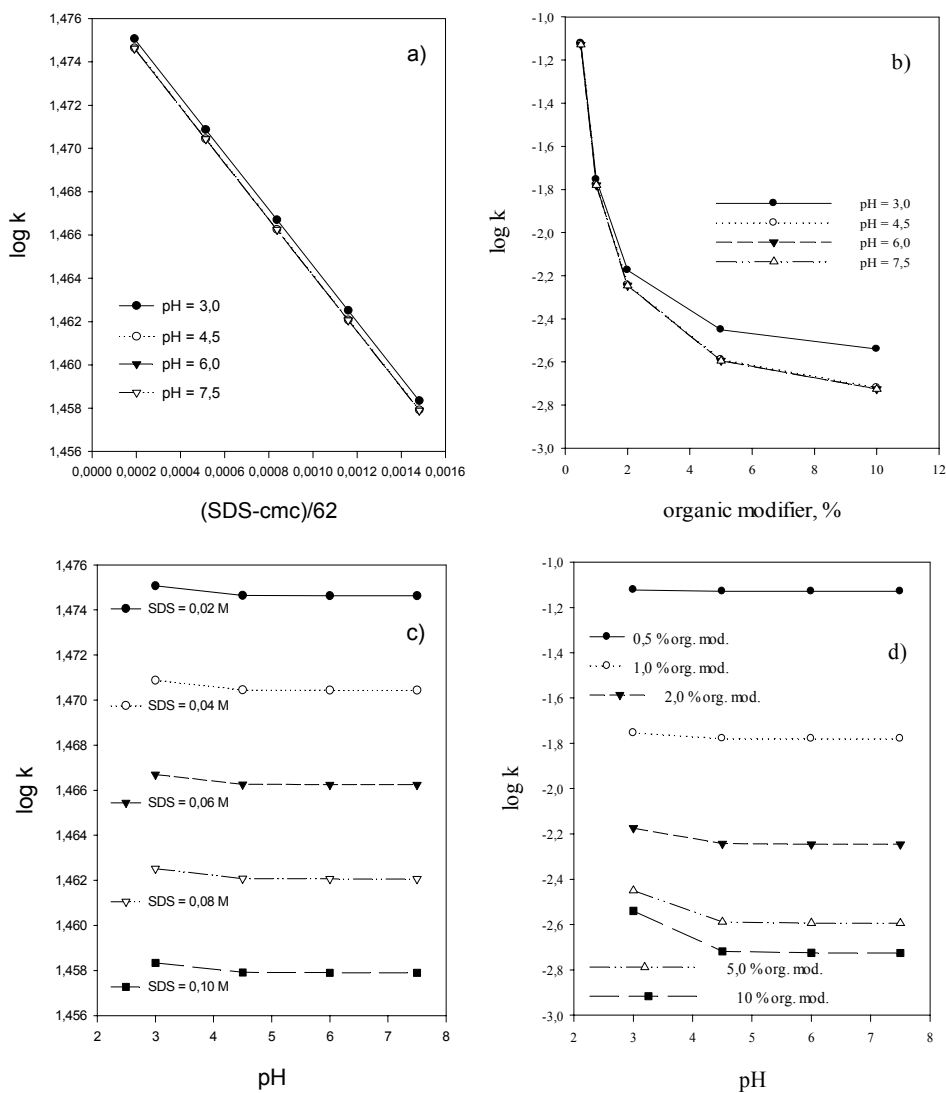 a)
log k
1,476
1,474
1,472
1,470
1,468
1,466
1,464
1,462
1,460
1,458
1,456
pH = 3,0
pH = 4,5
pH = 6,0
pH = 7,5
0,0000 0,0002 0,0004 0,0006 0,0008 0,0010 0,0012 0,00140 0,0016
(SDS-cmc)/62
b)
log k
-1,0
-1,2
-1,4
-1,6
-1,8
-2,0
-2,2
-2,4
-2,6
-2,8
-3,0
pH = 3,0
pH = 4,5
pH = 6,0
pH = 7,5
0 2 4 6 8 10 12
organic modifier, %
c)
log k
1,476
1,474
1,472
1,470
1,468
1,466
1,464
1,462
1,460
1,458
1,456
SDS = 0,02 M
SDS = 0,04 M
SDS = 0,06 M
SDS = 0,08 M
SDS = 0,10 M
2 3 4 5 6 7 8
pH
d)
log k
-1,0
-1,2
-1,4
-1,6
-1,8
-2,0
-2,2
-2,4
-2,6
-2,8
-3,0
0,5 % org. mod.
1,0 % org. mod.
2,0 % org. mod.
5,0 % org. mod.
10 % org. mod.
2 3 4 5 6 7 8
pH